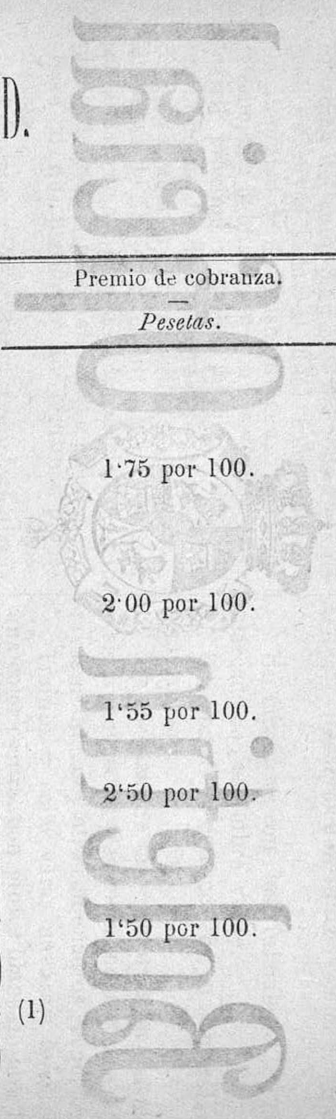 D.
Premio de cobranza.
Pesetas.
1·75 por 100.
2·00 por 100.
1‘55 por 100.
2‘50 por 100.
1‘50 por 100.
(1)